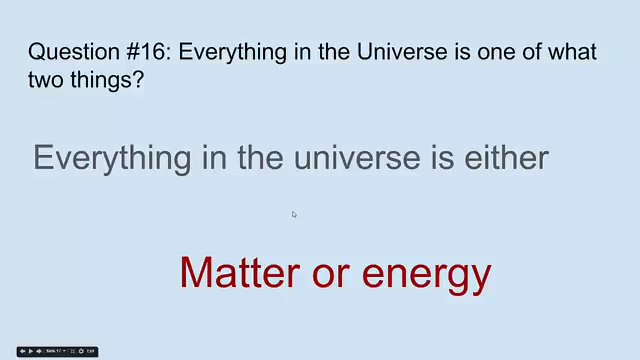 Question #16: Everything in the Universe is one of what
two things?
Everything in the universe is either
Matter or energy